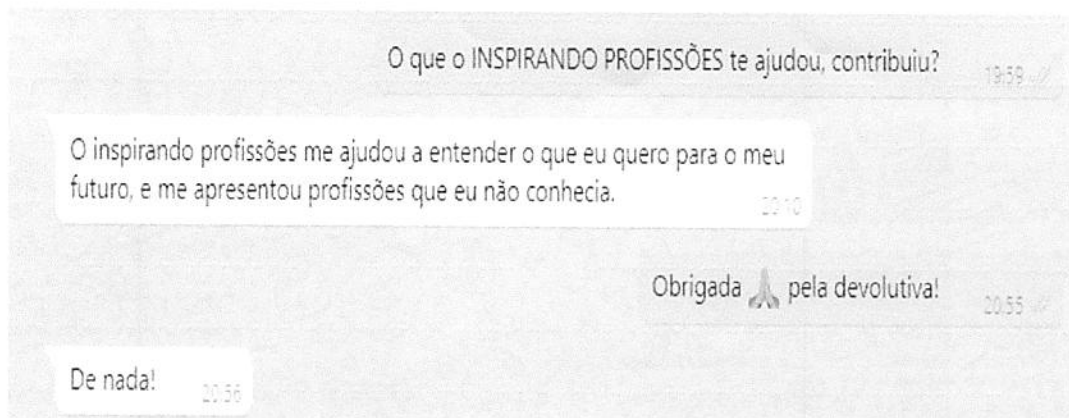 O que o INSPIRANDO PROFISSÕES te ajudou, contribuiu?
19:59
O inspirando profissões me ajudou a entender o que eu quero para o meu
futuro, e me apresentou profissões que eu não conhecia.
20:10
Obrigada 🙏 pela devolutiva!
20:55
De nada!
20:56